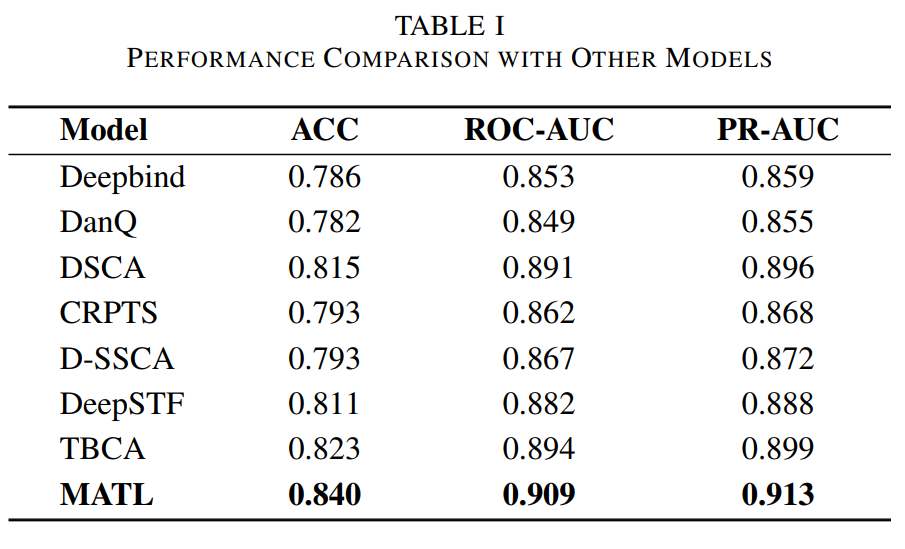 TABLE I
PERFORMANCE COMPARISON WITH OTHER MODELS
Model ACC ROC-AUC PR-AUC
Deepbind 0.786 0.853 0.859
DanQ 0.782 0.849 0.855
DSCA 0.815 0.891 0.896
CRPTS 0.793 0.862 0.868
D-SSCA 0.793 0.867 0.872
DeepSTF 0.811 0.882 0.888
TBCA 0.823 0.894 0.899
MATL 0.840 0.909 0.913